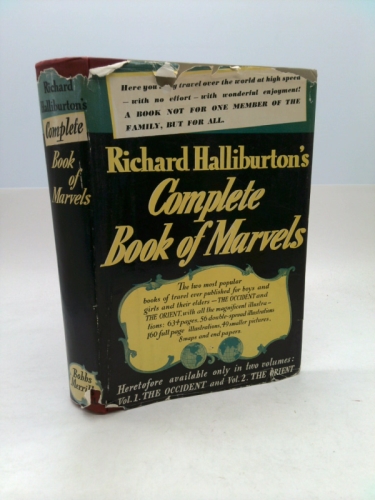 Richard
Halliburton's
Complete
Book
of
Marvels
Bobbs
Merrill
Here you travel over the world at high speed
— with no effort — with wonderful enjoyment!
A BOOK NOT FOR ONE MEMBER OF THE
FAMILY, BUT FOR ALL.
Richard Halliburton's
Complete
Book of Marvels
The two most popular
books of travel ever published for boys and
girls and their elders — THE OCCIDENT and
THE ORIENT, with all the magnificent illustra-
tions: 634 pages, 56 double-spread illustrations
160 full page illustrations, 49 smaller pictures,
8 maps and end papers.
Heretofore available only in two volumes:
Vol. 1. THE OCCIDENT and Vol. 2. THE ORIENT